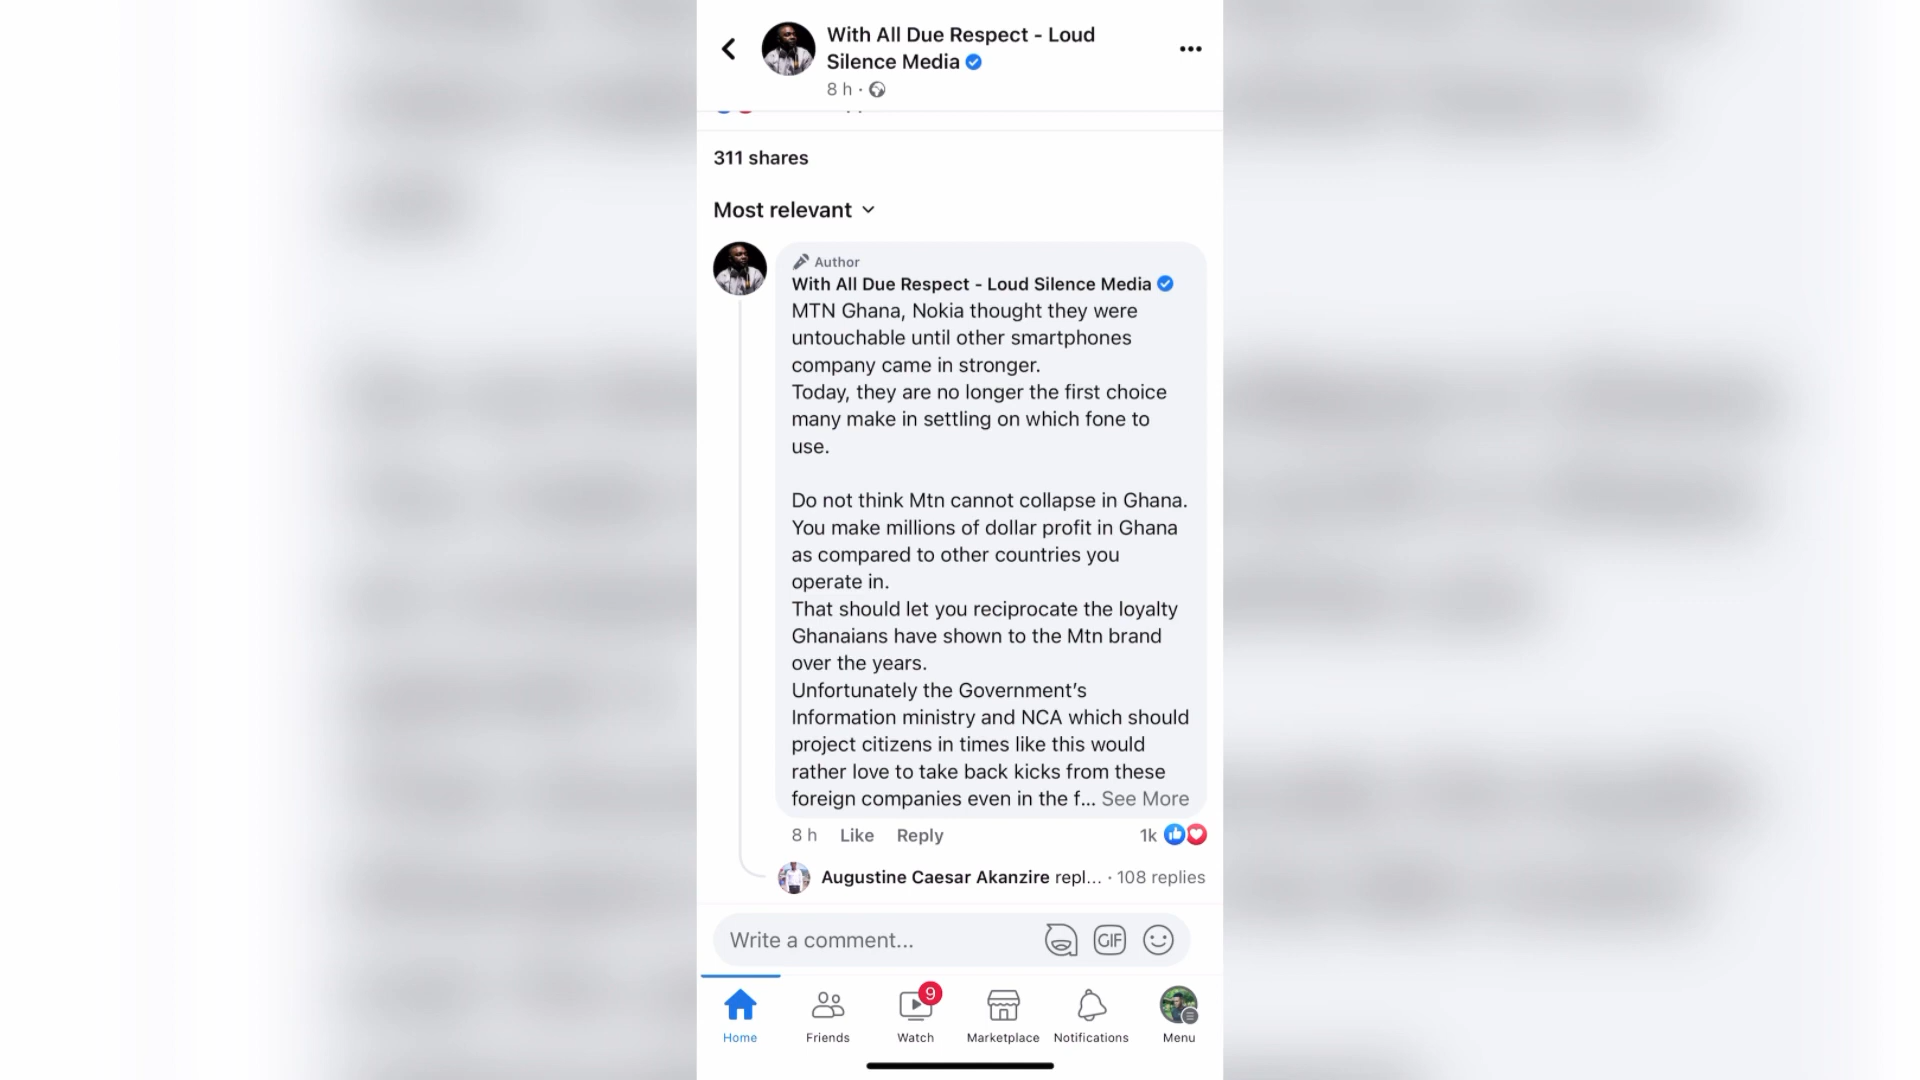 With All Due Respect - Loud
Silence Media
8 h ·
311 shares
Most relevant
Author
With All Due Respect - Loud Silence Media
MTN Ghana, Nokia thought they were
untouchable until other smartphones
company came in stronger.
Today, they are no longer the first choice
many make in settling on which fone to
use.
Do not think Mtn cannot collapse in Ghana.
You make millions of dollar profit in Ghana
as compared to other countries you
operate in.
That should let you reciprocate the loyalty
Ghanaians have shown to the Mtn brand
over the years.
Unfortunately the Government’s
Information ministry and NCA which should
project citizens in times like this would
rather love to take back kicks from these
foreign companies even in the f... See More
8 h Like Reply 1k
Augustine Caesar Akanzire repl... · 108 replies
Write a comment... GIF
9
Home Friends Watch Marketplace Notifications Menu